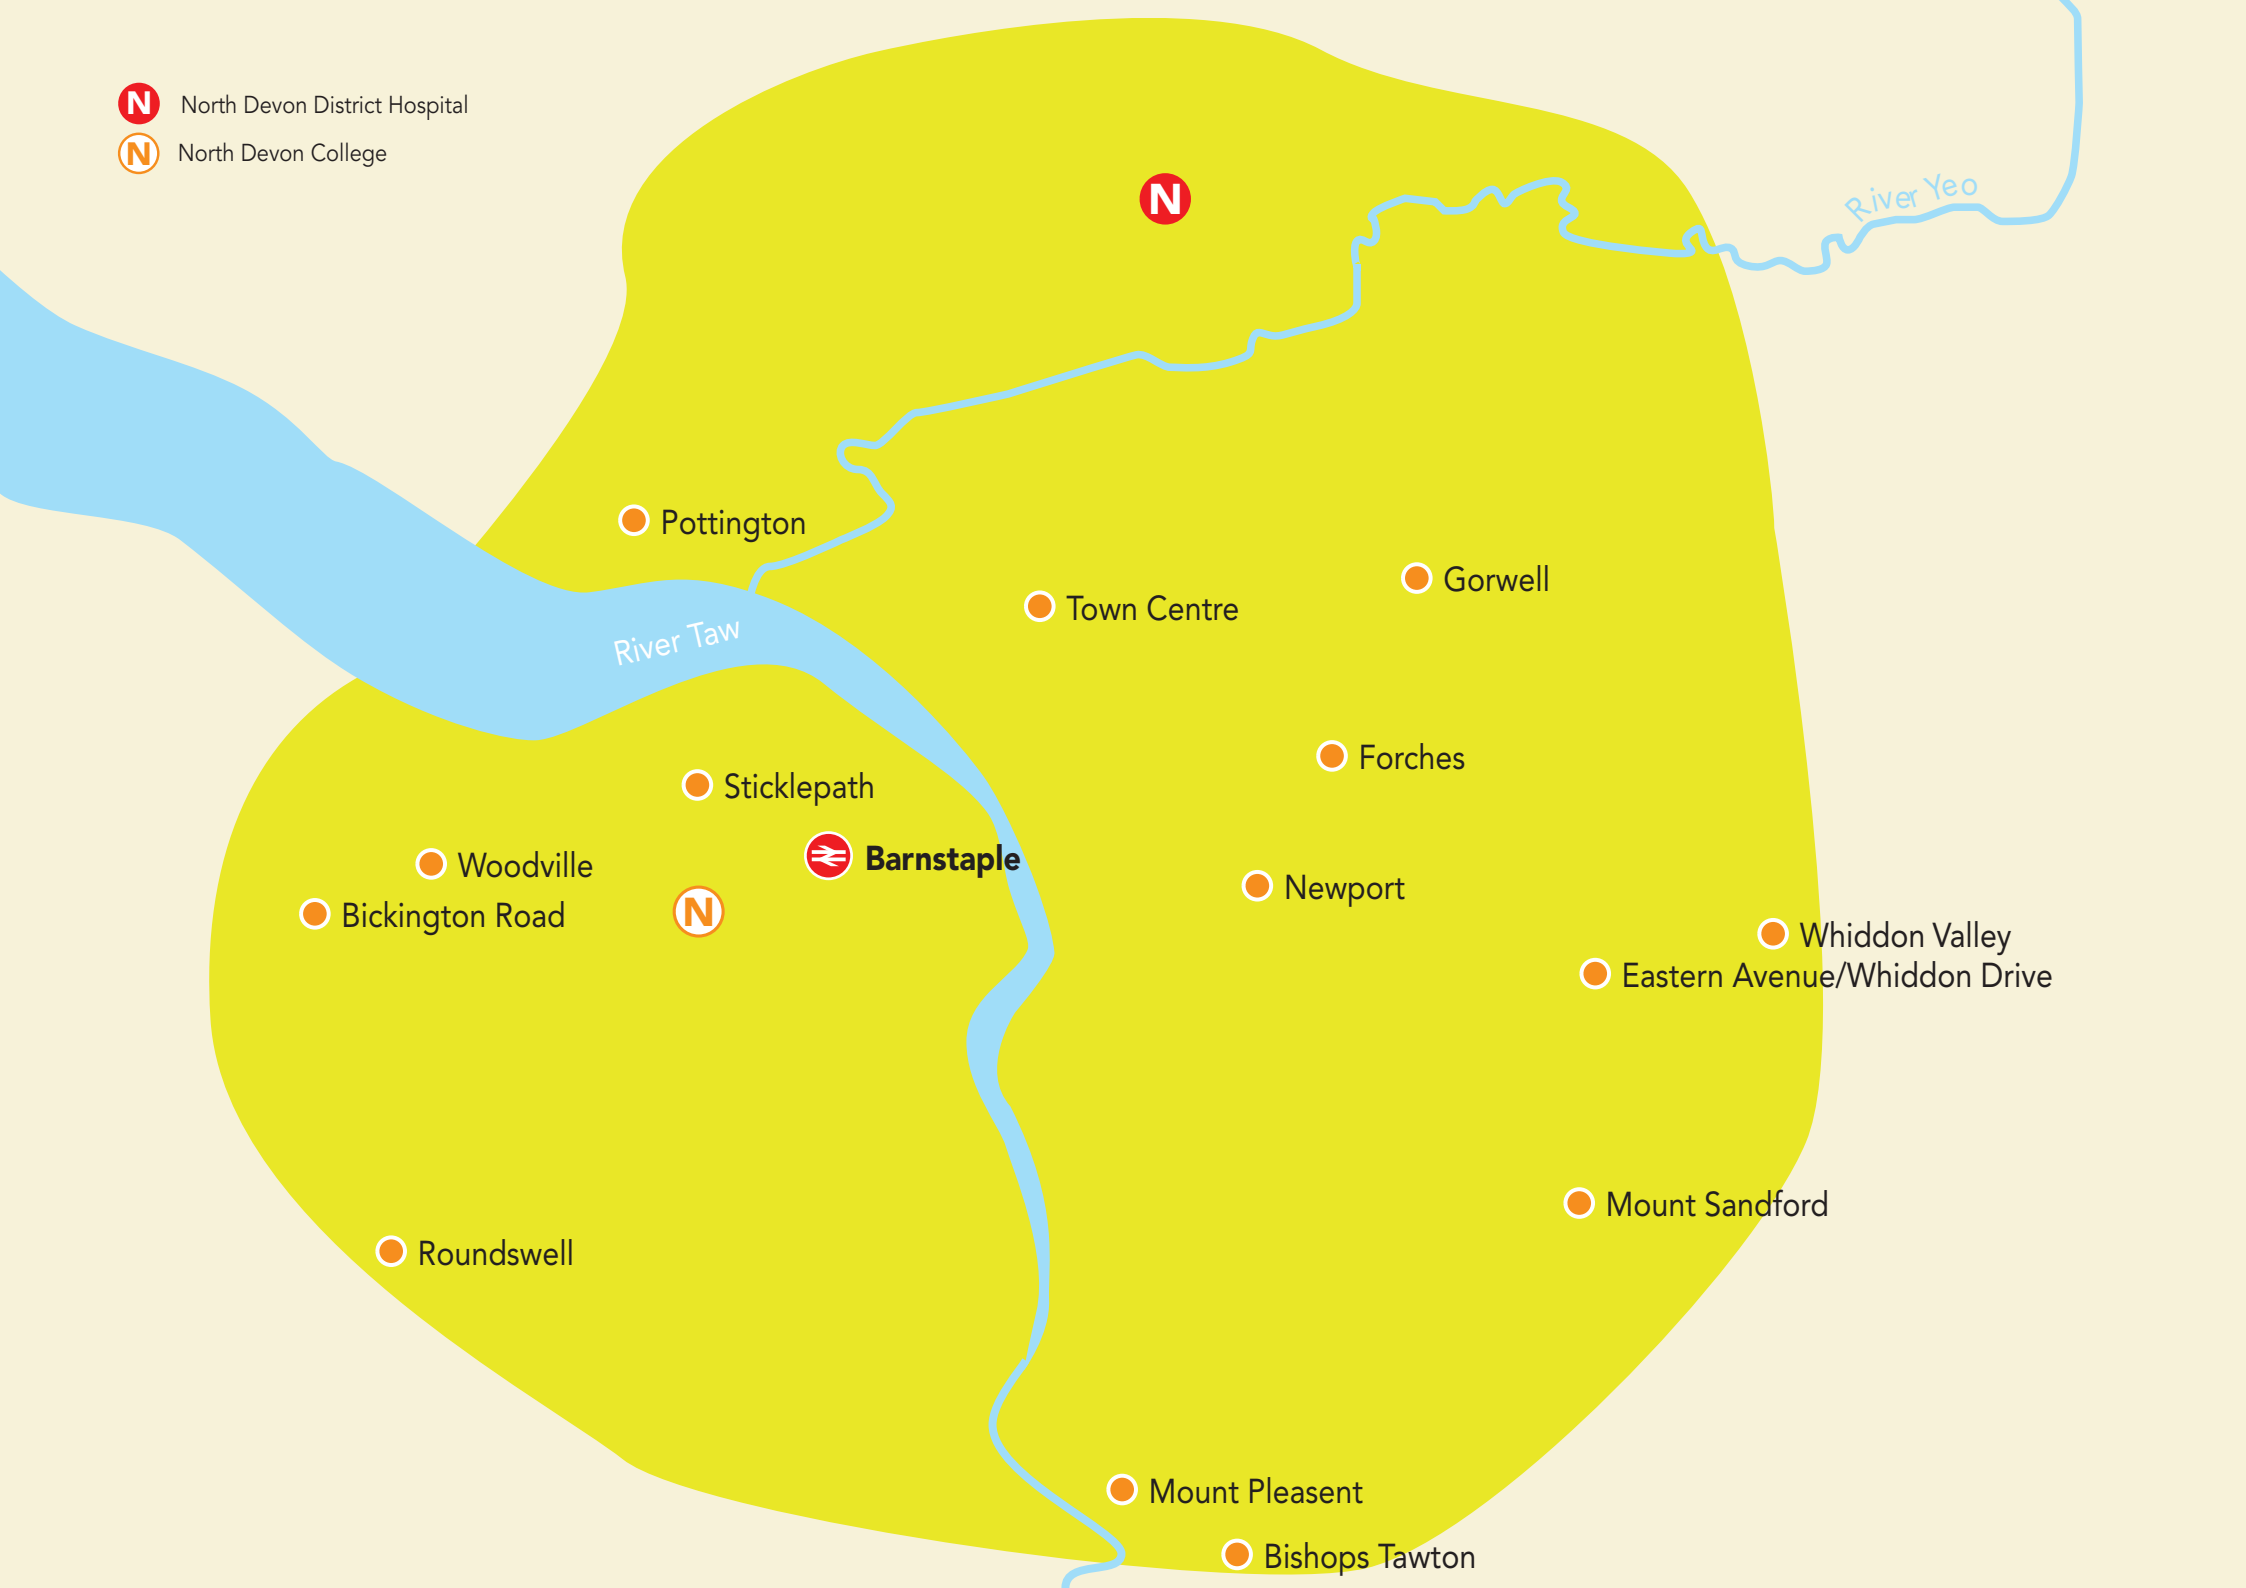 N North Devon District Hospital
N North Devon College
River Yeo
N
Pottington
Gorwell
Town Centre
River Taw
Forches
Sticklepath
Barnstaple
Woodville
Newport
Bickington Road
N
Whiddon Valley
Eastern Avenue/Whiddon Drive
Mount Sandford
Roundswell
Mount Pleasent
Bishops Tawton